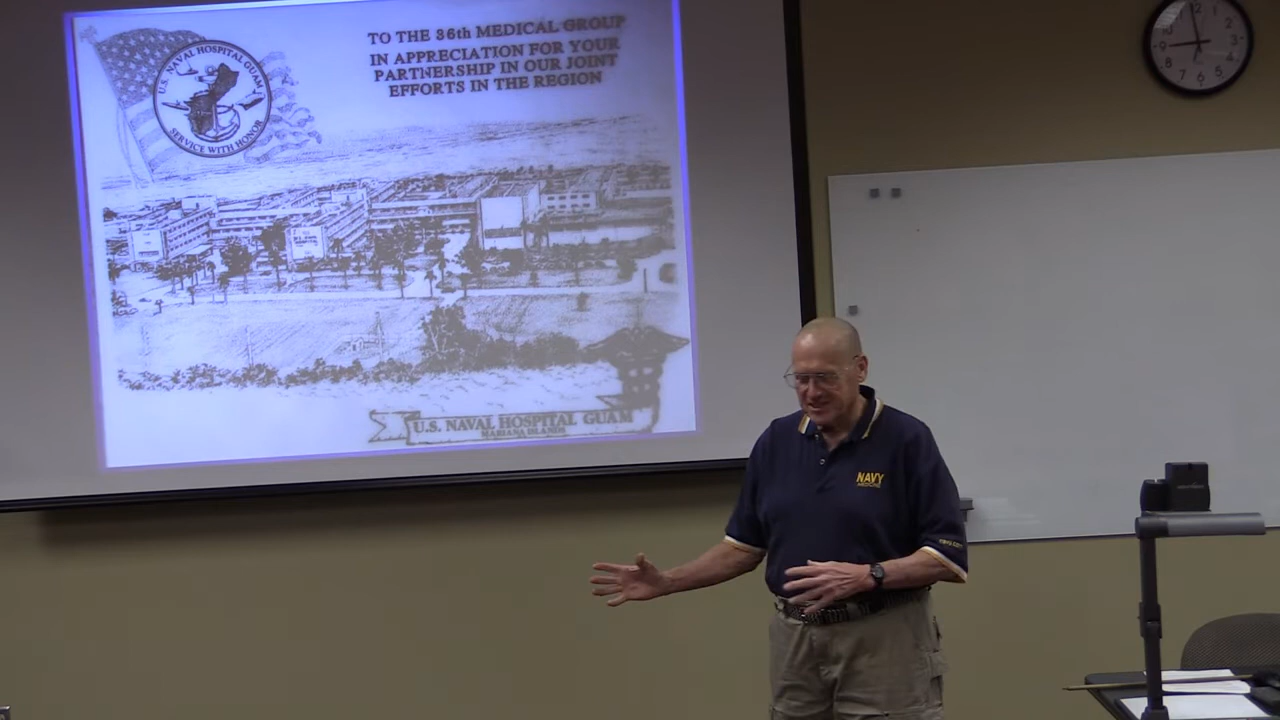 TO THE 36th MEDICAL GROUP
IN APPRECIATION FOR YOUR
PARTNERSHIP IN OUR JOINT
EFFORTS IN THE REGION
U.S. NAVAL HOSPITAL GUAM
SERVICE WITH HONOR
U.S. NAVAL HOSPITAL GUAM
MARIANA ISLANDS
NAVY